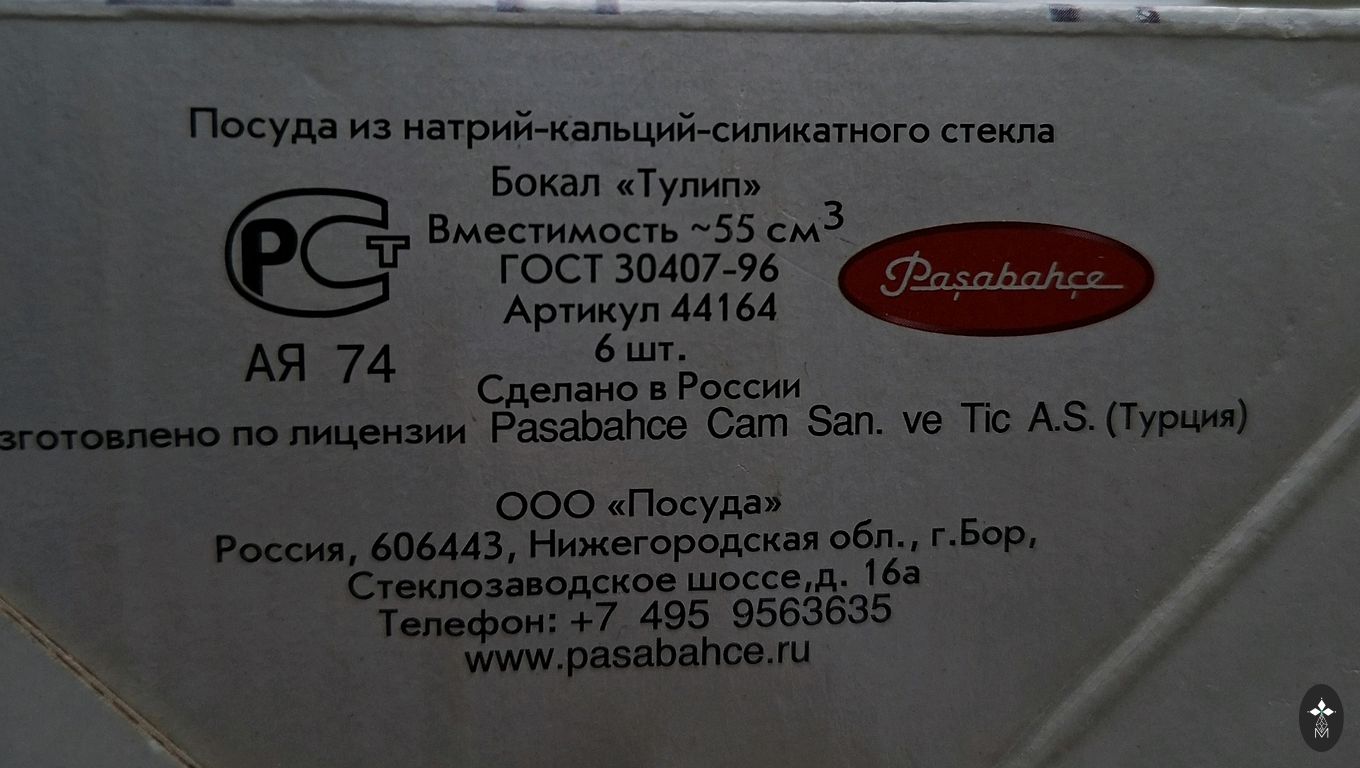 Посуда из натрий-кальций-силикатного стекла
Бокал «Тулип»
Вместимость ~55 см³
ГОСТ 30407-96
Артикул 44164
6 шт.
Сделано в России
зготовлено по лицензии Pasabahce Cam San. ve Tic A.S. (Турция)
РСТ
АЯ 74
Paşabahçe
ООО «Посуда»
Россия, 606443, Нижегородская обл., г.Бор,
Стеклозаводское шоссе,д. 16а
Телефон: +7 495 9563635
www.pasabahce.ru
M